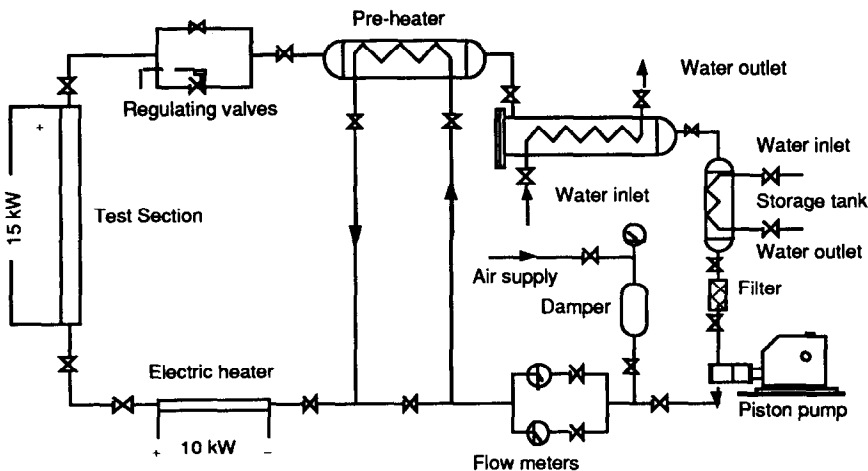 Pre-heater
Water outlet
Regulating valves
Water inlet
+
15 kW
Test Section
Water inlet
Storage tank
Water outlet
Air supply
Damper
Filter
Electric heater
+ 10 kW −
Piston pump
Flow meters